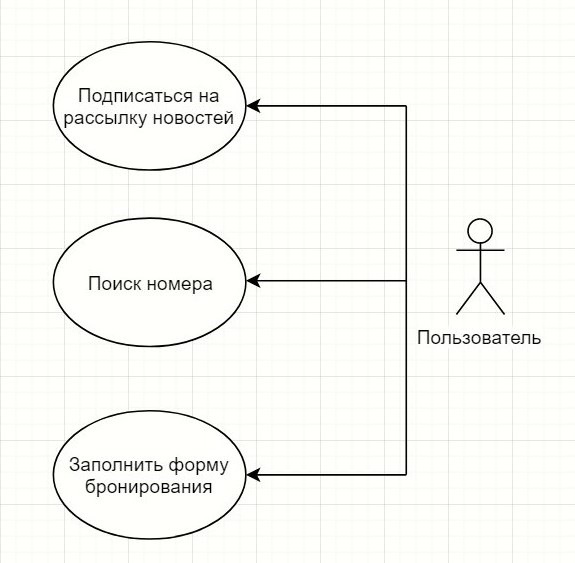 Подписаться на
рассылку новостей
Поиск номера
Пользователь
Заполнить форму
бронирования